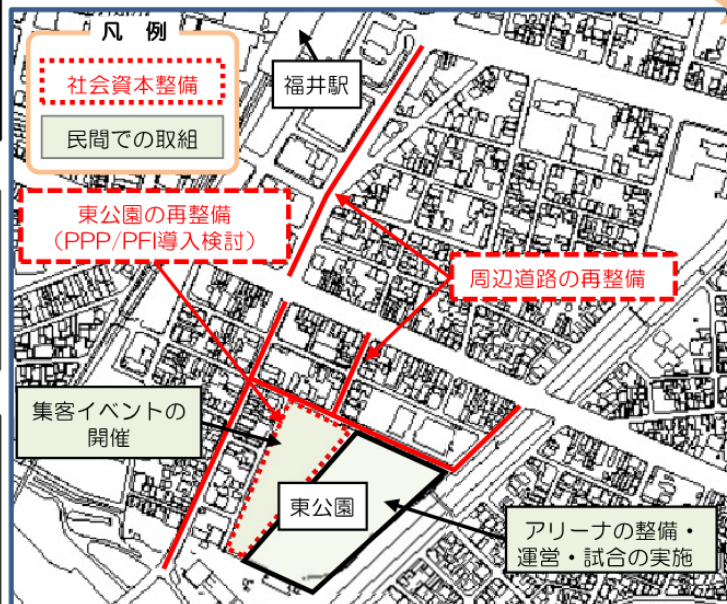 凡 例
社会資本整備
民間での取組
福井駅
東公園の再整備
（PPP/PFI導入検討）
周辺道路の再整備
集客イベントの
開催
東公園
アリーナの整備・
運営・試合の実施